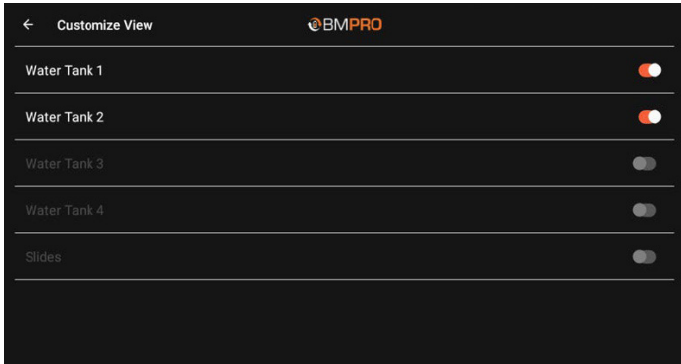 Customize View
BMPRO
Water Tank 1
Water Tank 2
Water Tank 3
Water Tank 4
Slides